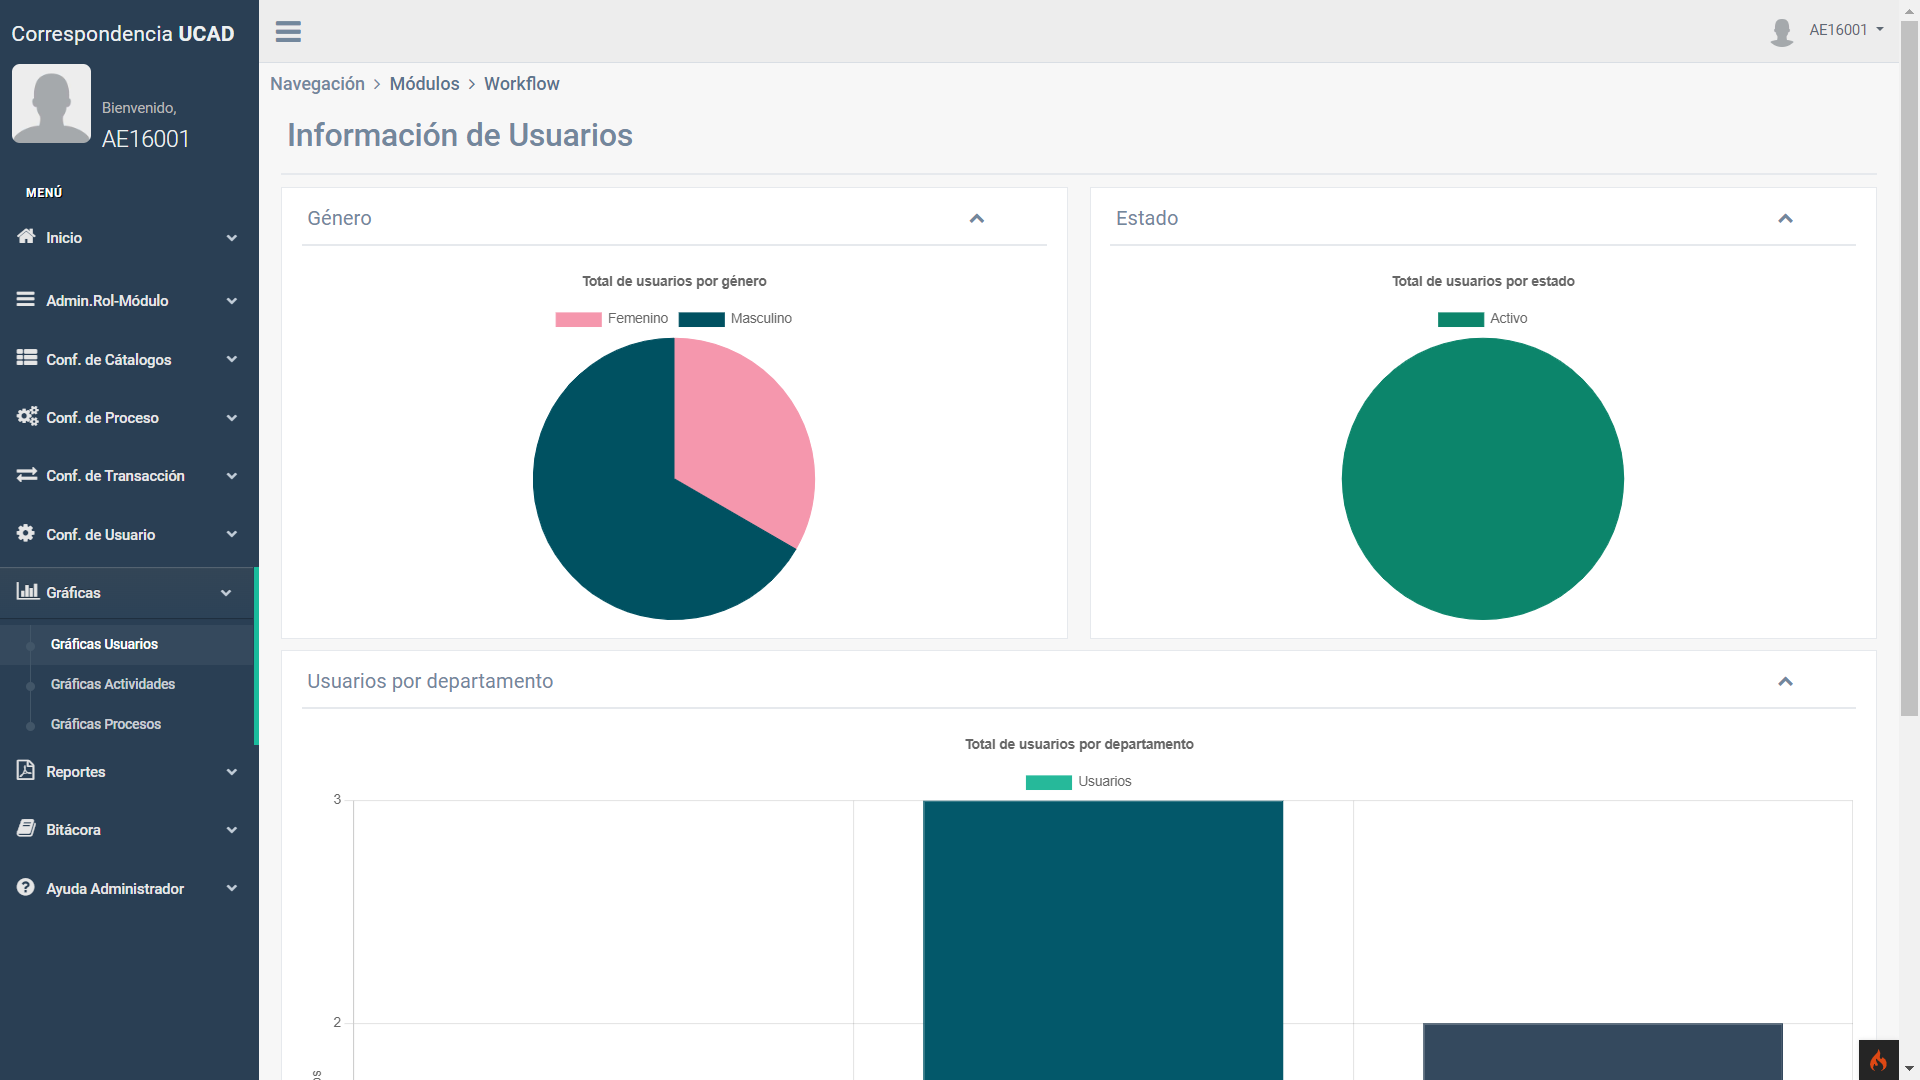 Correspondencia UCAD
Bienvenido,
AE16001
MENÚ
Inicio
Admin.Rol-Módulo
Conf. de Cátalogos
Conf. de Proceso
Conf. de Transacción
Conf. de Usuario
Gráficas
Gráficas Usuarios
Gráficas Actividades
Gráficas Procesos
Reportes
Bitácora
Ayuda Administrador
AE16001
Navegación > Módulos > Workflow
Información de Usuarios
Género
Total de usuarios por género
Femenino Masculino
Estado
Total de usuarios por estado
Activo
Usuarios por departamento
Total de usuarios por departamento
Usuarios
3
2